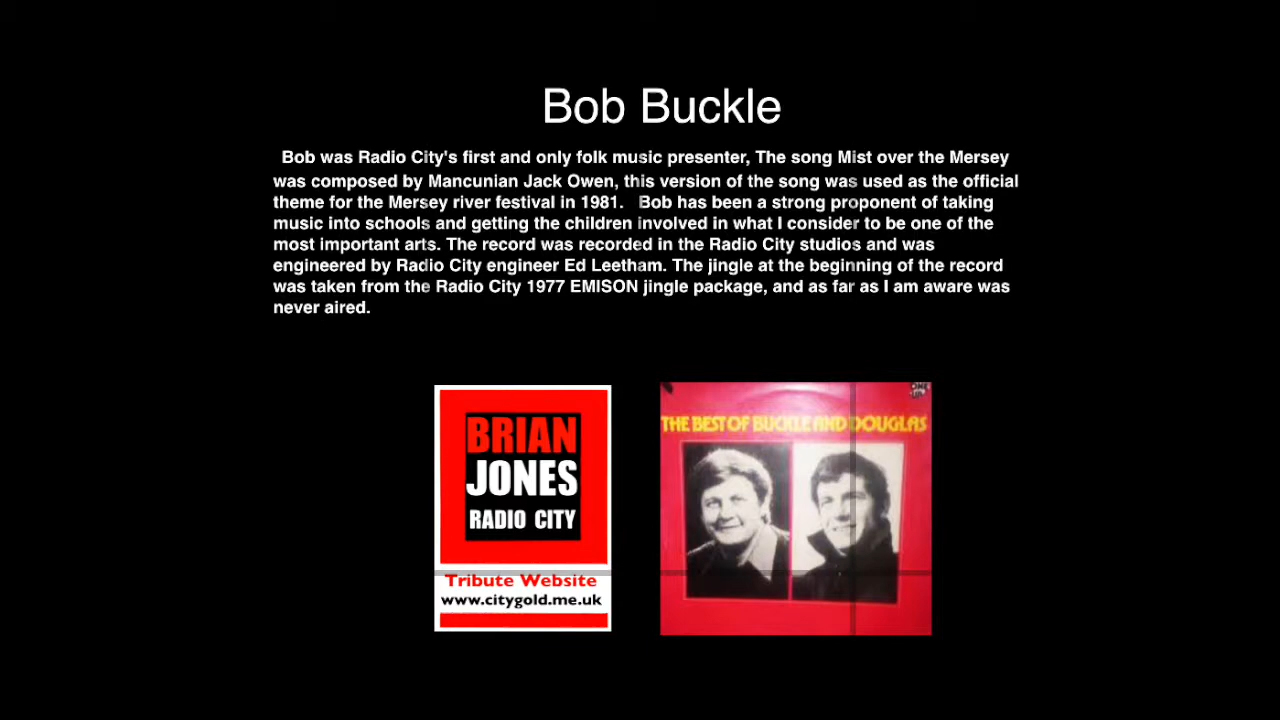 Bob Buckle
Bob was Radio City's first and only folk music presenter, The song Mist over the Mersey
was composed by Mancunian Jack Owen, this version of the song was used as the official
theme for the Mersey river festival in 1981.   Bob has been a strong proponent of taking
music into schools and getting the children involved in what I consider to be one of the
most important arts. The record was recorded in the Radio City studios and was
engineered by Radio City engineer Ed Leetham. The jingle at the beginning of the record
was taken from the Radio City 1977 EMISON jingle package, and as far as I am aware was
never aired.
BRIAN
JONES
RADIO CITY
Tribute Website
www.citygold.me.uk
ONE
UP
THE BEST OF BUCKLE AND DOUGLAS